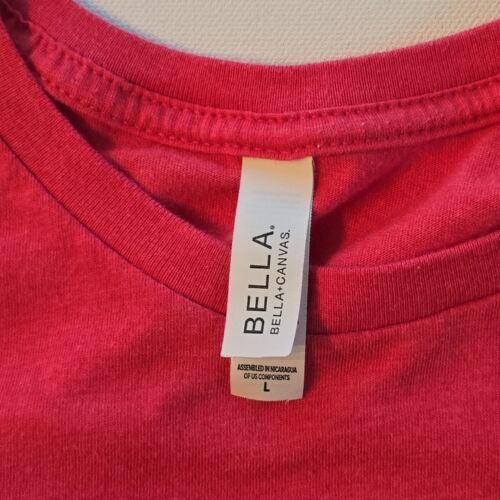 BELLA®
BELLA+CANVAS.
ASSEMBLED IN NICARAGUA
OF US COMPONENTS
L